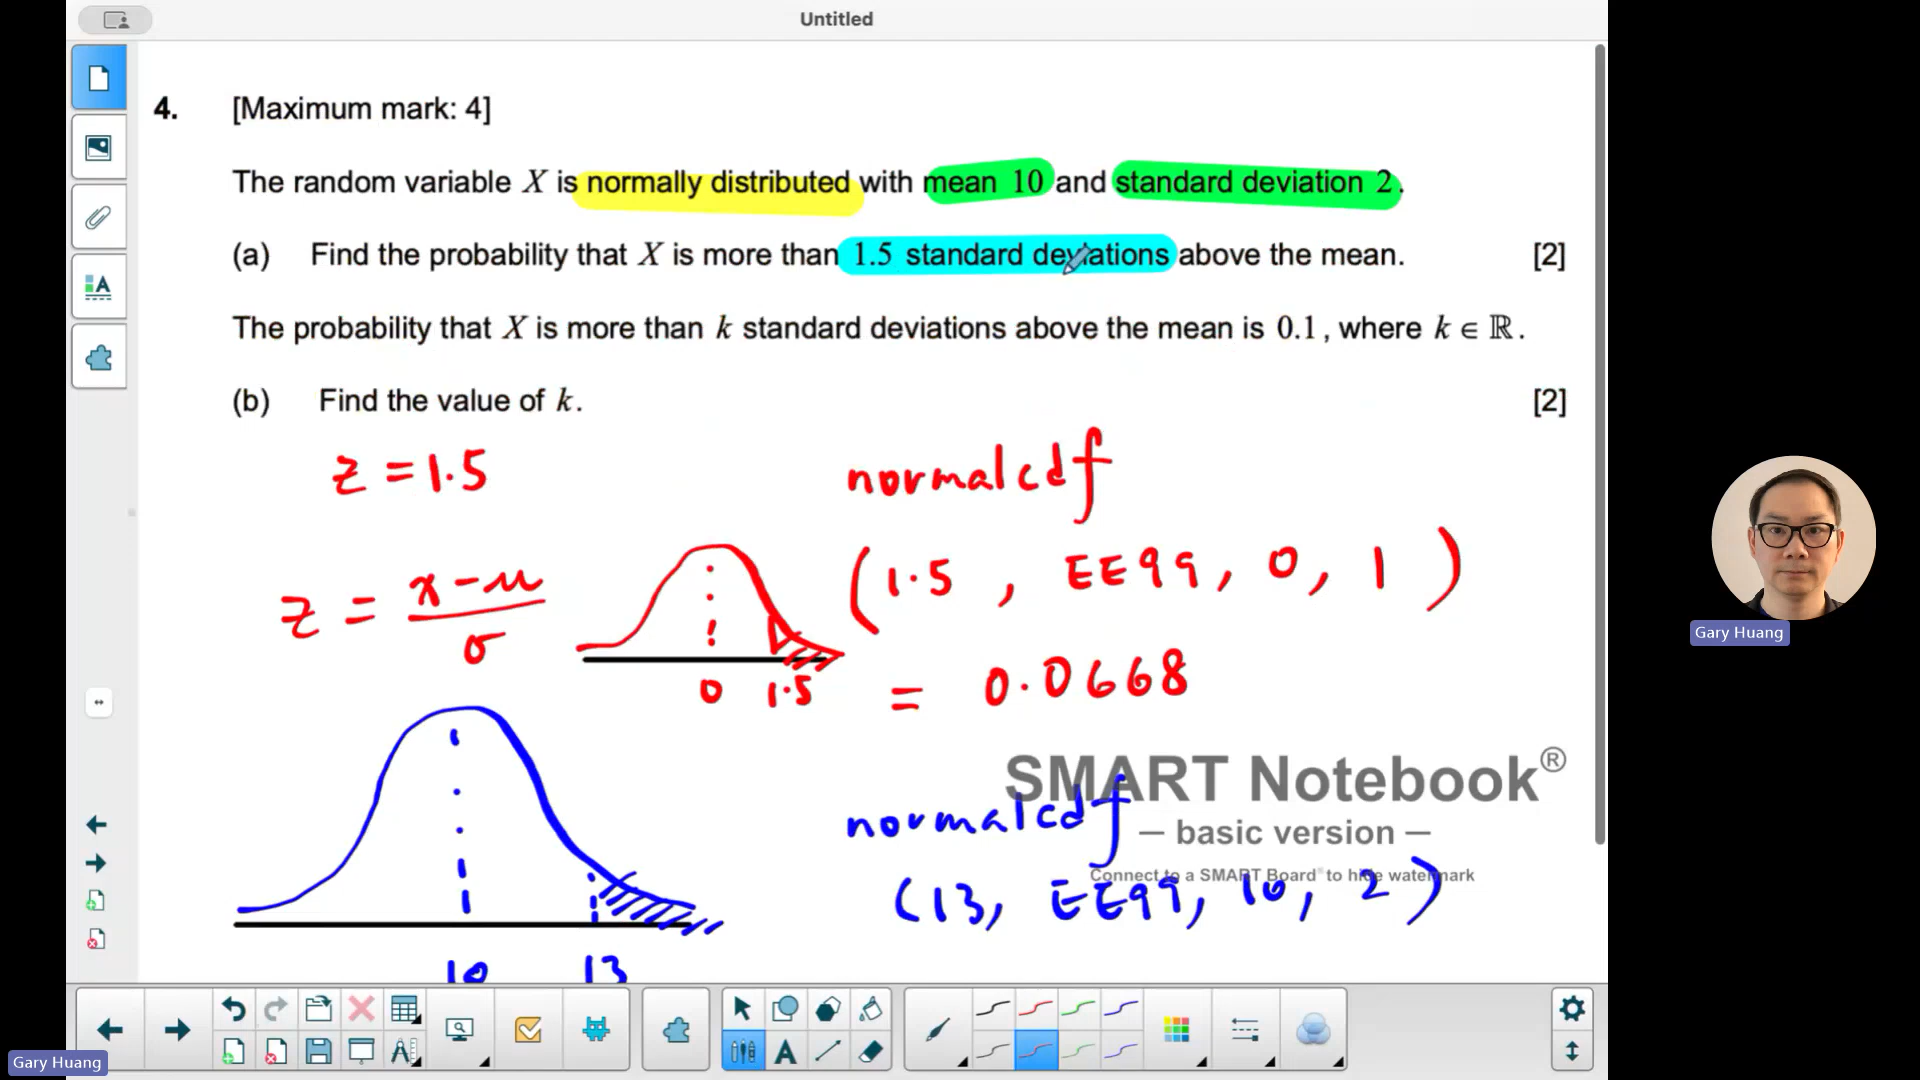 Untitled
4. [Maximum mark: 4]
The random variable X is normally distributed with mean 10 and standard deviation 2.
(a) Find the probability that X is more than 1.5 standard deviations above the mean. [2]
The probability that X is more than k standard deviations above the mean is 0.1, where k ∈ ℝ.
(b) Find the value of k. [2]
z = 1.5
normalcdf
z = x-μ / σ
(1.5, EE99, 0, 1)
0 1.5
= 0.0668
SMART Notebook®
— basic version —
Connect to a SMART Board® to hide watermark
normalcdf
(13, EE99, 10, 2)
10 13
Gary Huang
Gary Huang